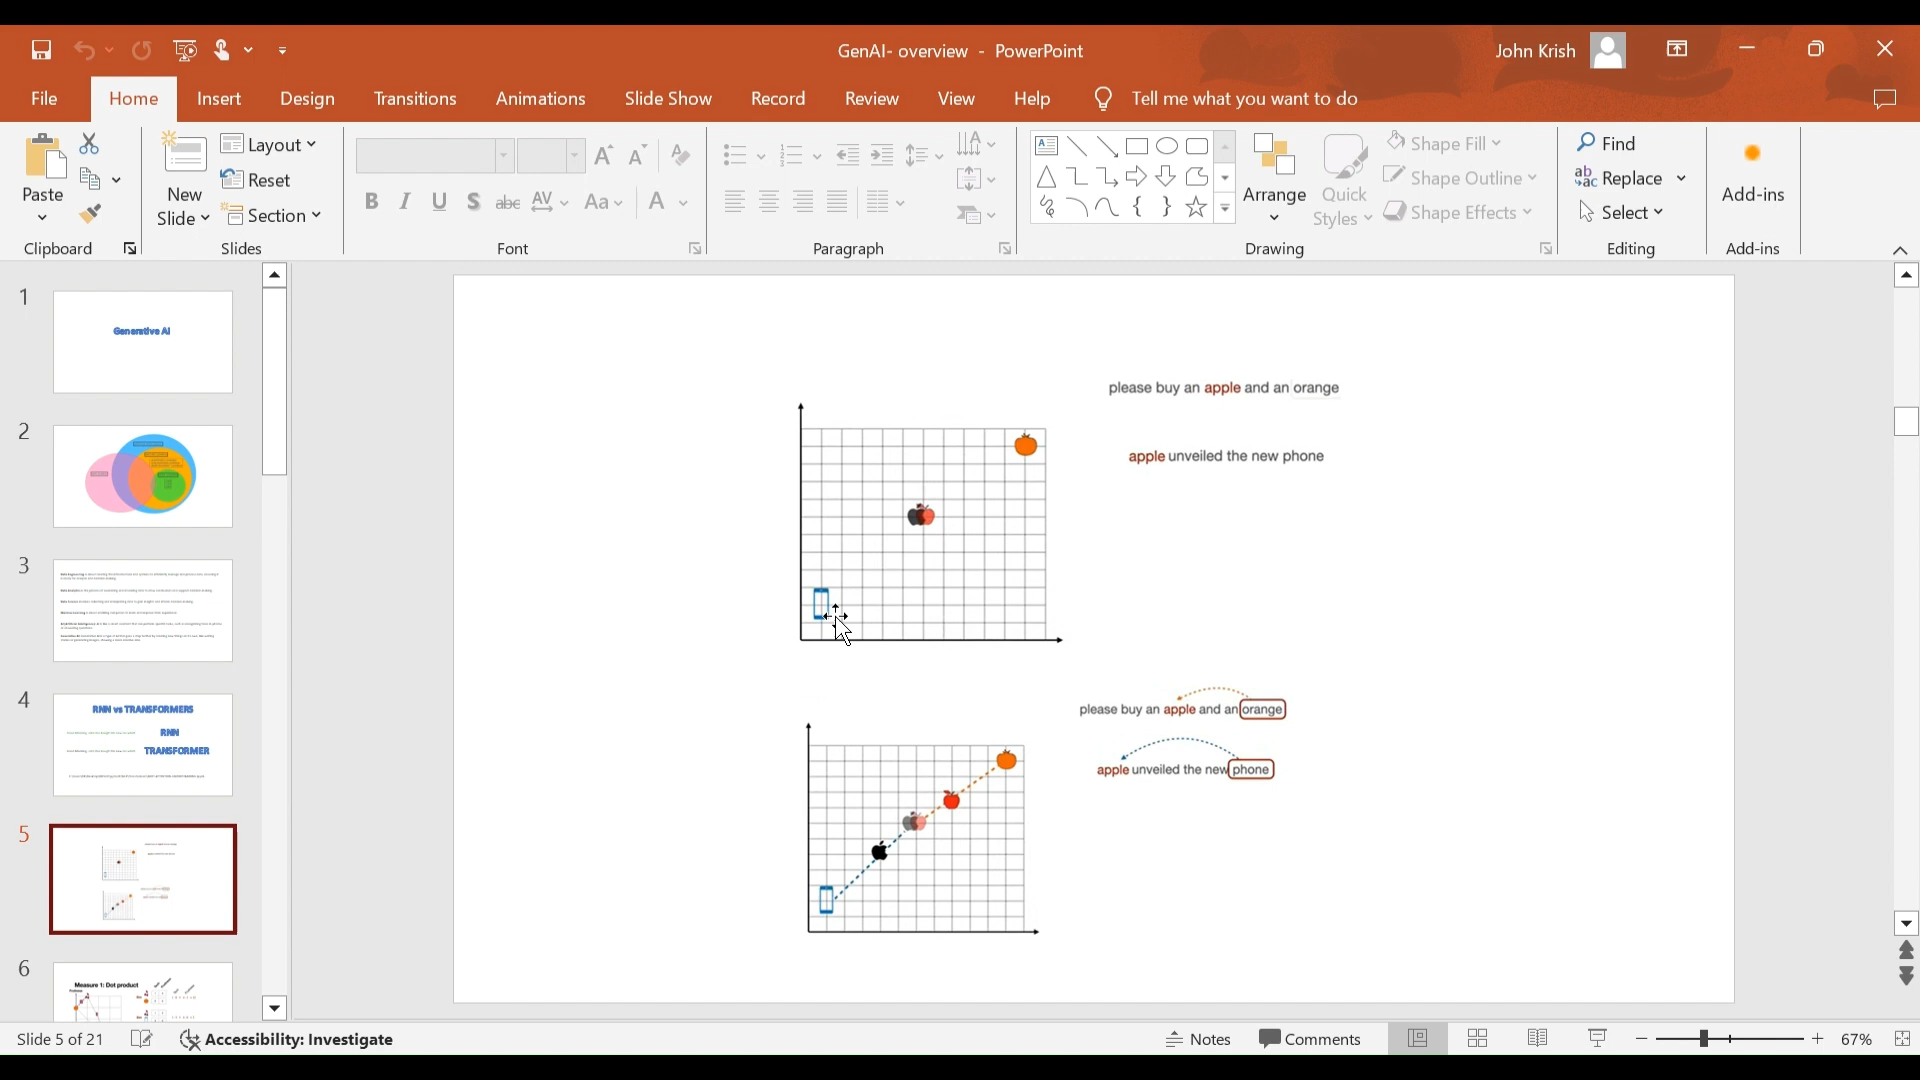 GenAI- overview - PowerPoint
John Krish
File Home Insert Design Transitions Animations Slide Show Record Review View Help Tell me what you want to do
Paste
Clipboard
New
Slide
Layout
Reset
Section
Slides
Font
Paragraph
Arrange
Quick
Styles
Shape Fill
Shape Outline
Shape Effects
Drawing
Find
Replace
Select
Editing
Add-ins
Add-ins
1
Generative AI
2
3
4
RNN vs TRANSFORMERS
RNN
TRANSFORMER
5
6
Measure 1: Dot product
please buy an apple and an orange
apple unveiled the new phone
please buy an apple and an orange
apple unveiled the new phone
Slide 5 of 21
Accessibility: Investigate
Notes
Comments
67%